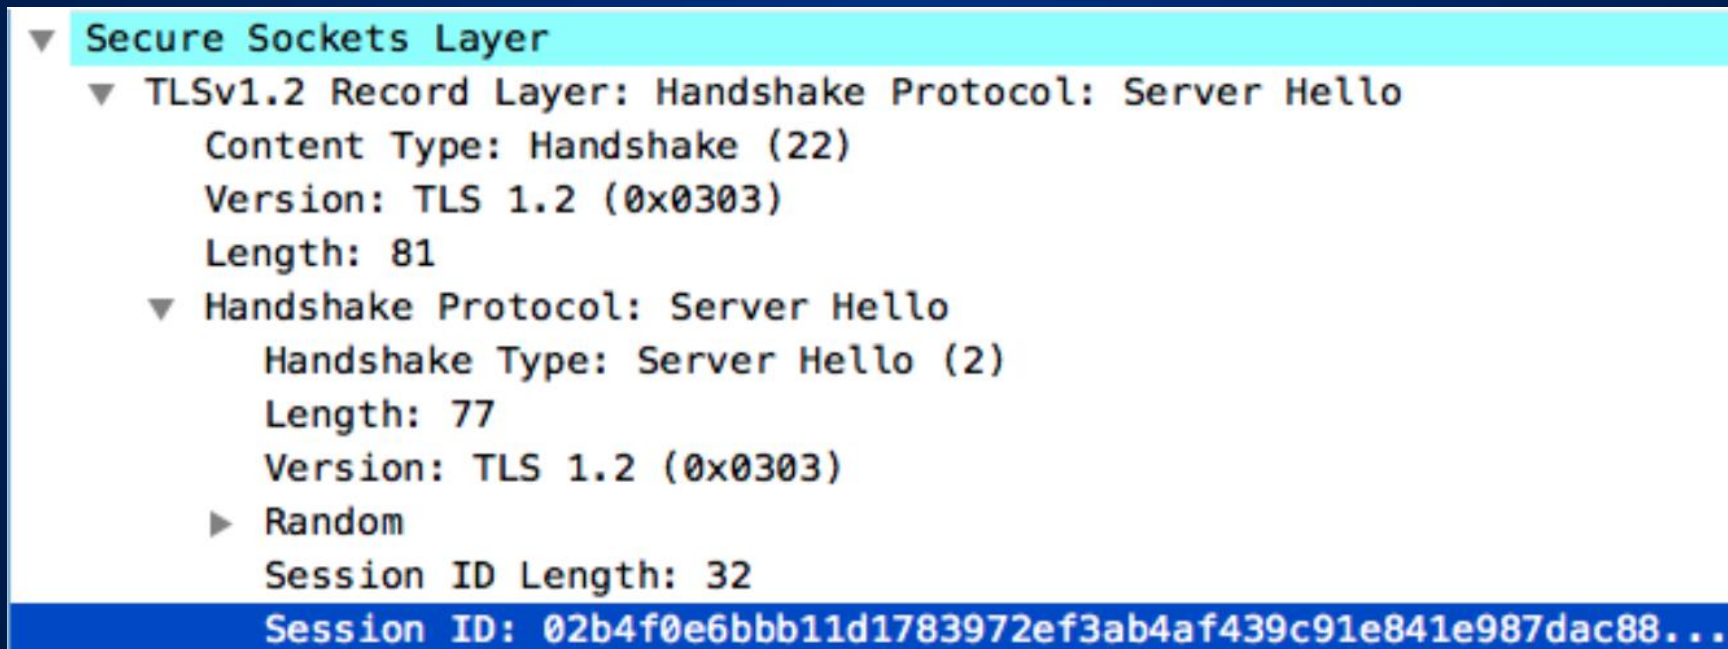 Secure Sockets Layer
TLSv1.2 Record Layer: Handshake Protocol: Server Hello
Content Type: Handshake (22)
Version: TLS 1.2 (0x0303)
Length: 81
Handshake Protocol: Server Hello
Handshake Type: Server Hello (2)
Length: 77
Version: TLS 1.2 (0x0303)
Random
Session ID Length: 32
Session ID: 02b4f0e6bbb11d1783972ef3ab4af439c91e841e987dac88...